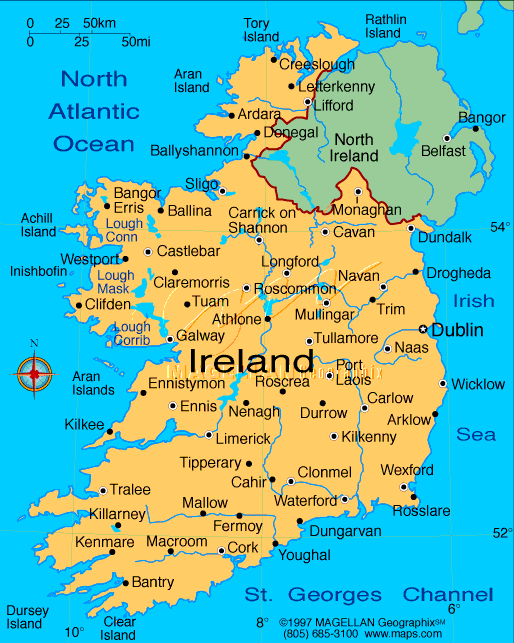 0 25 50km
0 25 50mi
Tory
Island
Rathlin
Island
North
Atlantic
Ocean
Aran
Island
Creeslough
Letterkenny
Lifford
Ardara
Donegal
Ballyshannon
North
Ireland
Bangor
Belfast
Sligo
Monaghan
Bangor
Erris
Ballina
Carrick on
Shannon
Cavan
54°
Dundalk
Achill
Island
Lough
Conn
Castlebar
Westport
Inishbofin
Lough
Mask
Claremorris
Longford
Navan
Drogheda
Roscommon
Clifden
Tuam
Mullingar
Trim
Irish
Athlone
Lough
Corrib
Galway
Tullamore
Dublin
Naas
Ireland
N
Aran
Islands
Ennistymon
Roscrea
Port
Laois
Wicklow
Ennis
Nenagh
Durrow
Carlow
Arklow
Kilkee
Limerick
Kilkenny
Sea
Tipperary
Cahir
Clonmel
Wexford
Tralee
Waterford
Rosslare
Killarney
Mallow
Fermoy
Dungarvan
52°
Kenmare
Macroom
Cork
Youghal
Bantry
St. Georges Channel
Dursey
Island
Clear
Island
10°
8°
6°
©1997 MAGELLAN Geographix℠
(805) 685-3100 www.maps.com